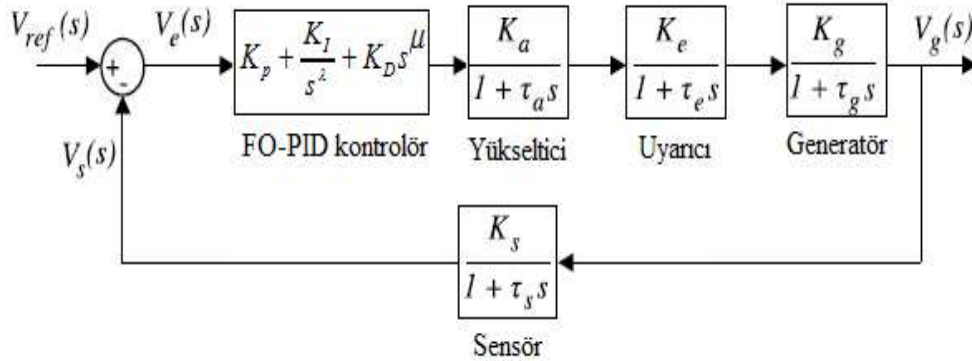 V_ref(s)
V_e(s)
+
-
K_p + K_I / s^λ + K_D s^μ
K_a / 1 + τ_a s
K_e / 1 + τ_e s
K_g / 1 + τ_g s
V_g(s)
FO-PID kontrolör
Yükseltici
Uyarıcı
Generatör
V_s(s)
K_s / 1 + τ_s s
Sensör